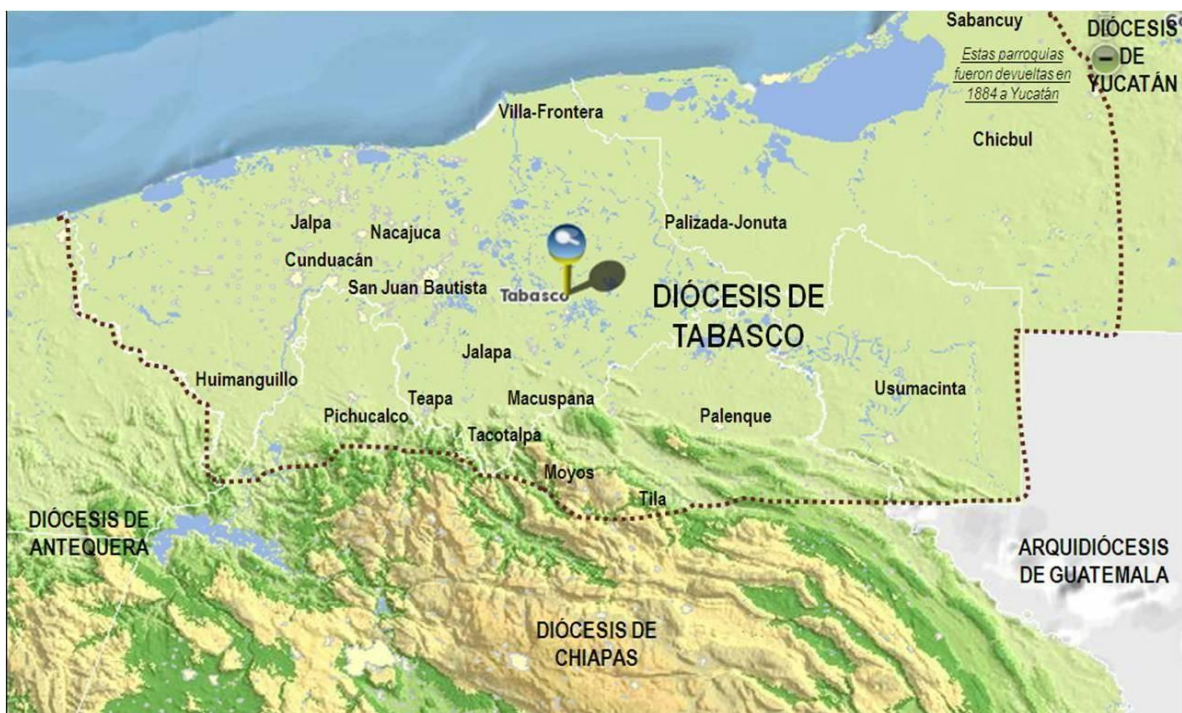 Sabancuy
DIÓCESIS
DE
YUCATÁN
Estas parroquias
fueron devueltas en
1884 a Yucatán
Villa-Frontera
Chicbul
Jalpa
Nacajuca
Palizada-Jonuta
Cunduacán
San Juan Bautista
Tabasco
DIÓCESIS DE
TABASCO
Jalapa
Huimanguillo
Usumacinta
Teapa
Macuspana
Pichucalco
Palenque
Tacotalpa
Moyos
Tila
DIÓCESIS DE
ANTEQUERA
ARQUIDIÓCESIS
DE GUATEMALA
DIÓCESIS DE
CHIAPAS